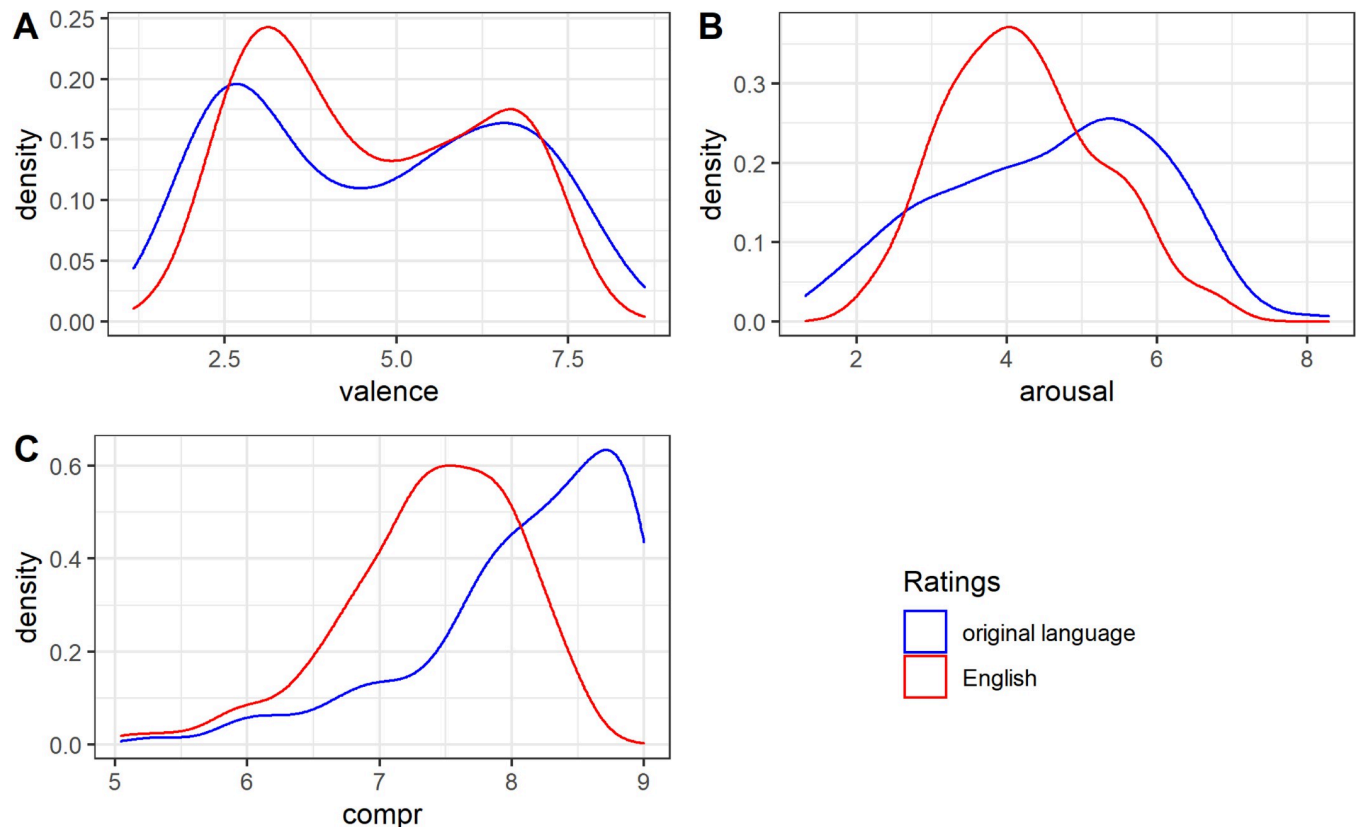 A
density
0.25
0.20
0.15
0.10
0.05
0.00
2.5 5.0 7.5
valence
B
density
0.3
0.2
0.1
0.0
2 4 6 8
arousal
C
density
0.6
0.4
0.2
0.0
5 6 7 8 9
compr
Ratings
original language
English